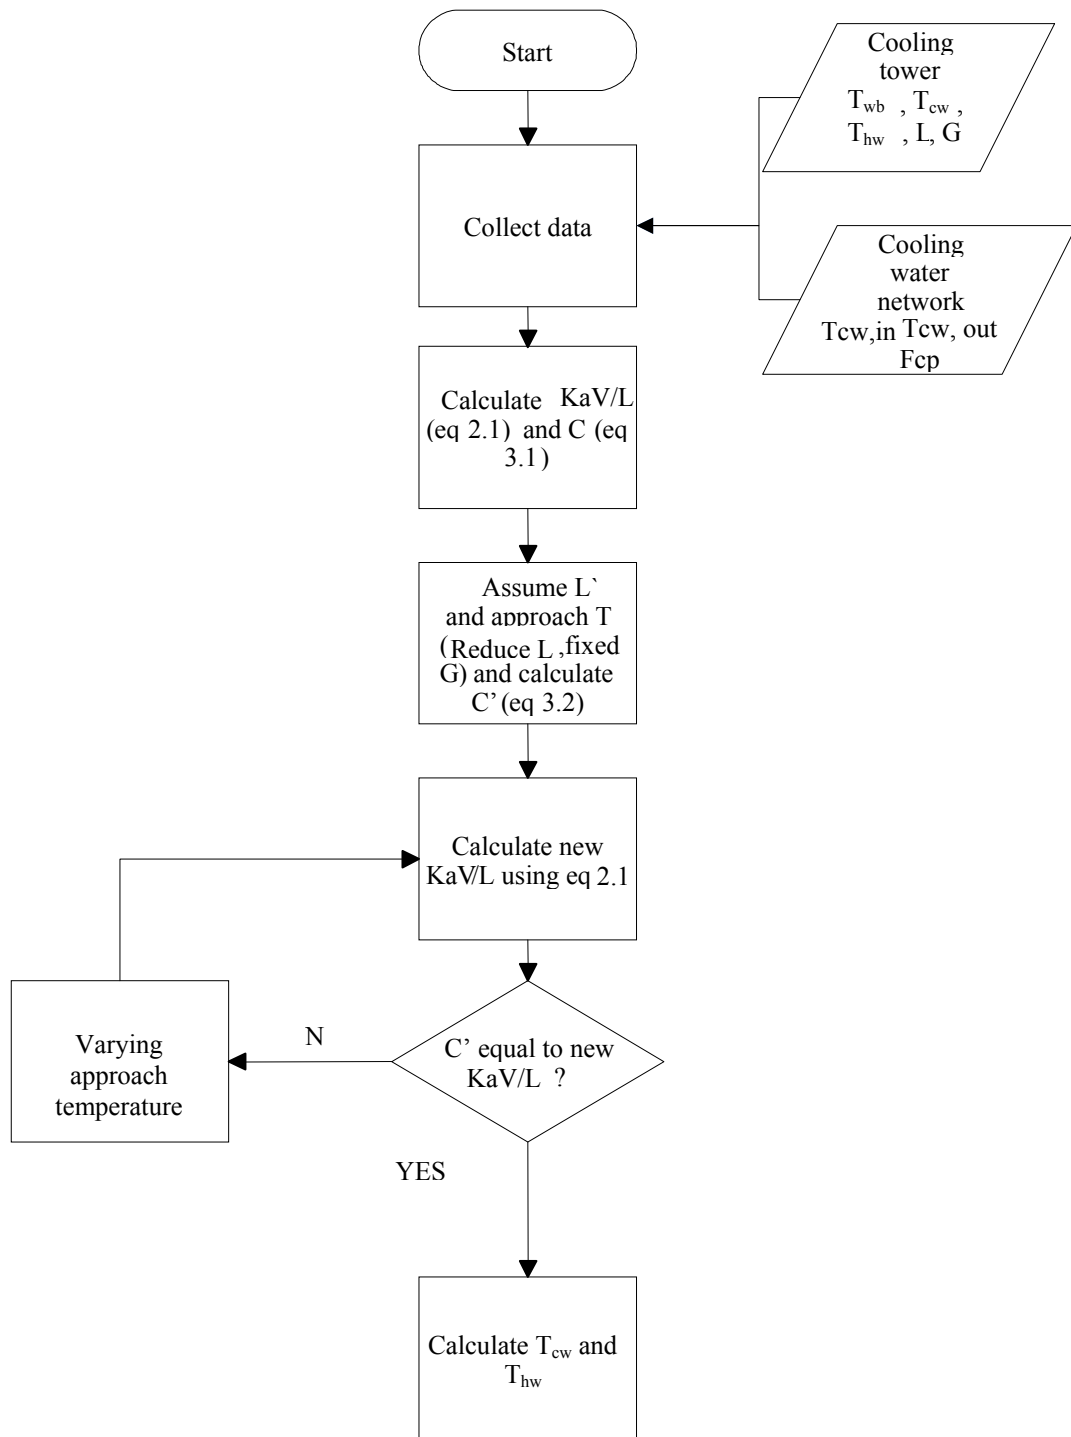 Start
Cooling
tower
Twb , Tcw ,
Thw , L, G
Collect data
Cooling
water
network
Tcw,in Tcw, out
Fcp
Calculate KaV/L
(eq 2.1) and C (eq
3.1)
Assume L`
and approach T
(Reduce L ,fixed
G) and calculate
C’ (eq 3.2)
Calculate new
KaV/L using eq 2.1
Varying
approach
temperature
N
C’ equal to new
KaV/L ?
YES
Calculate Tcw and
Thw